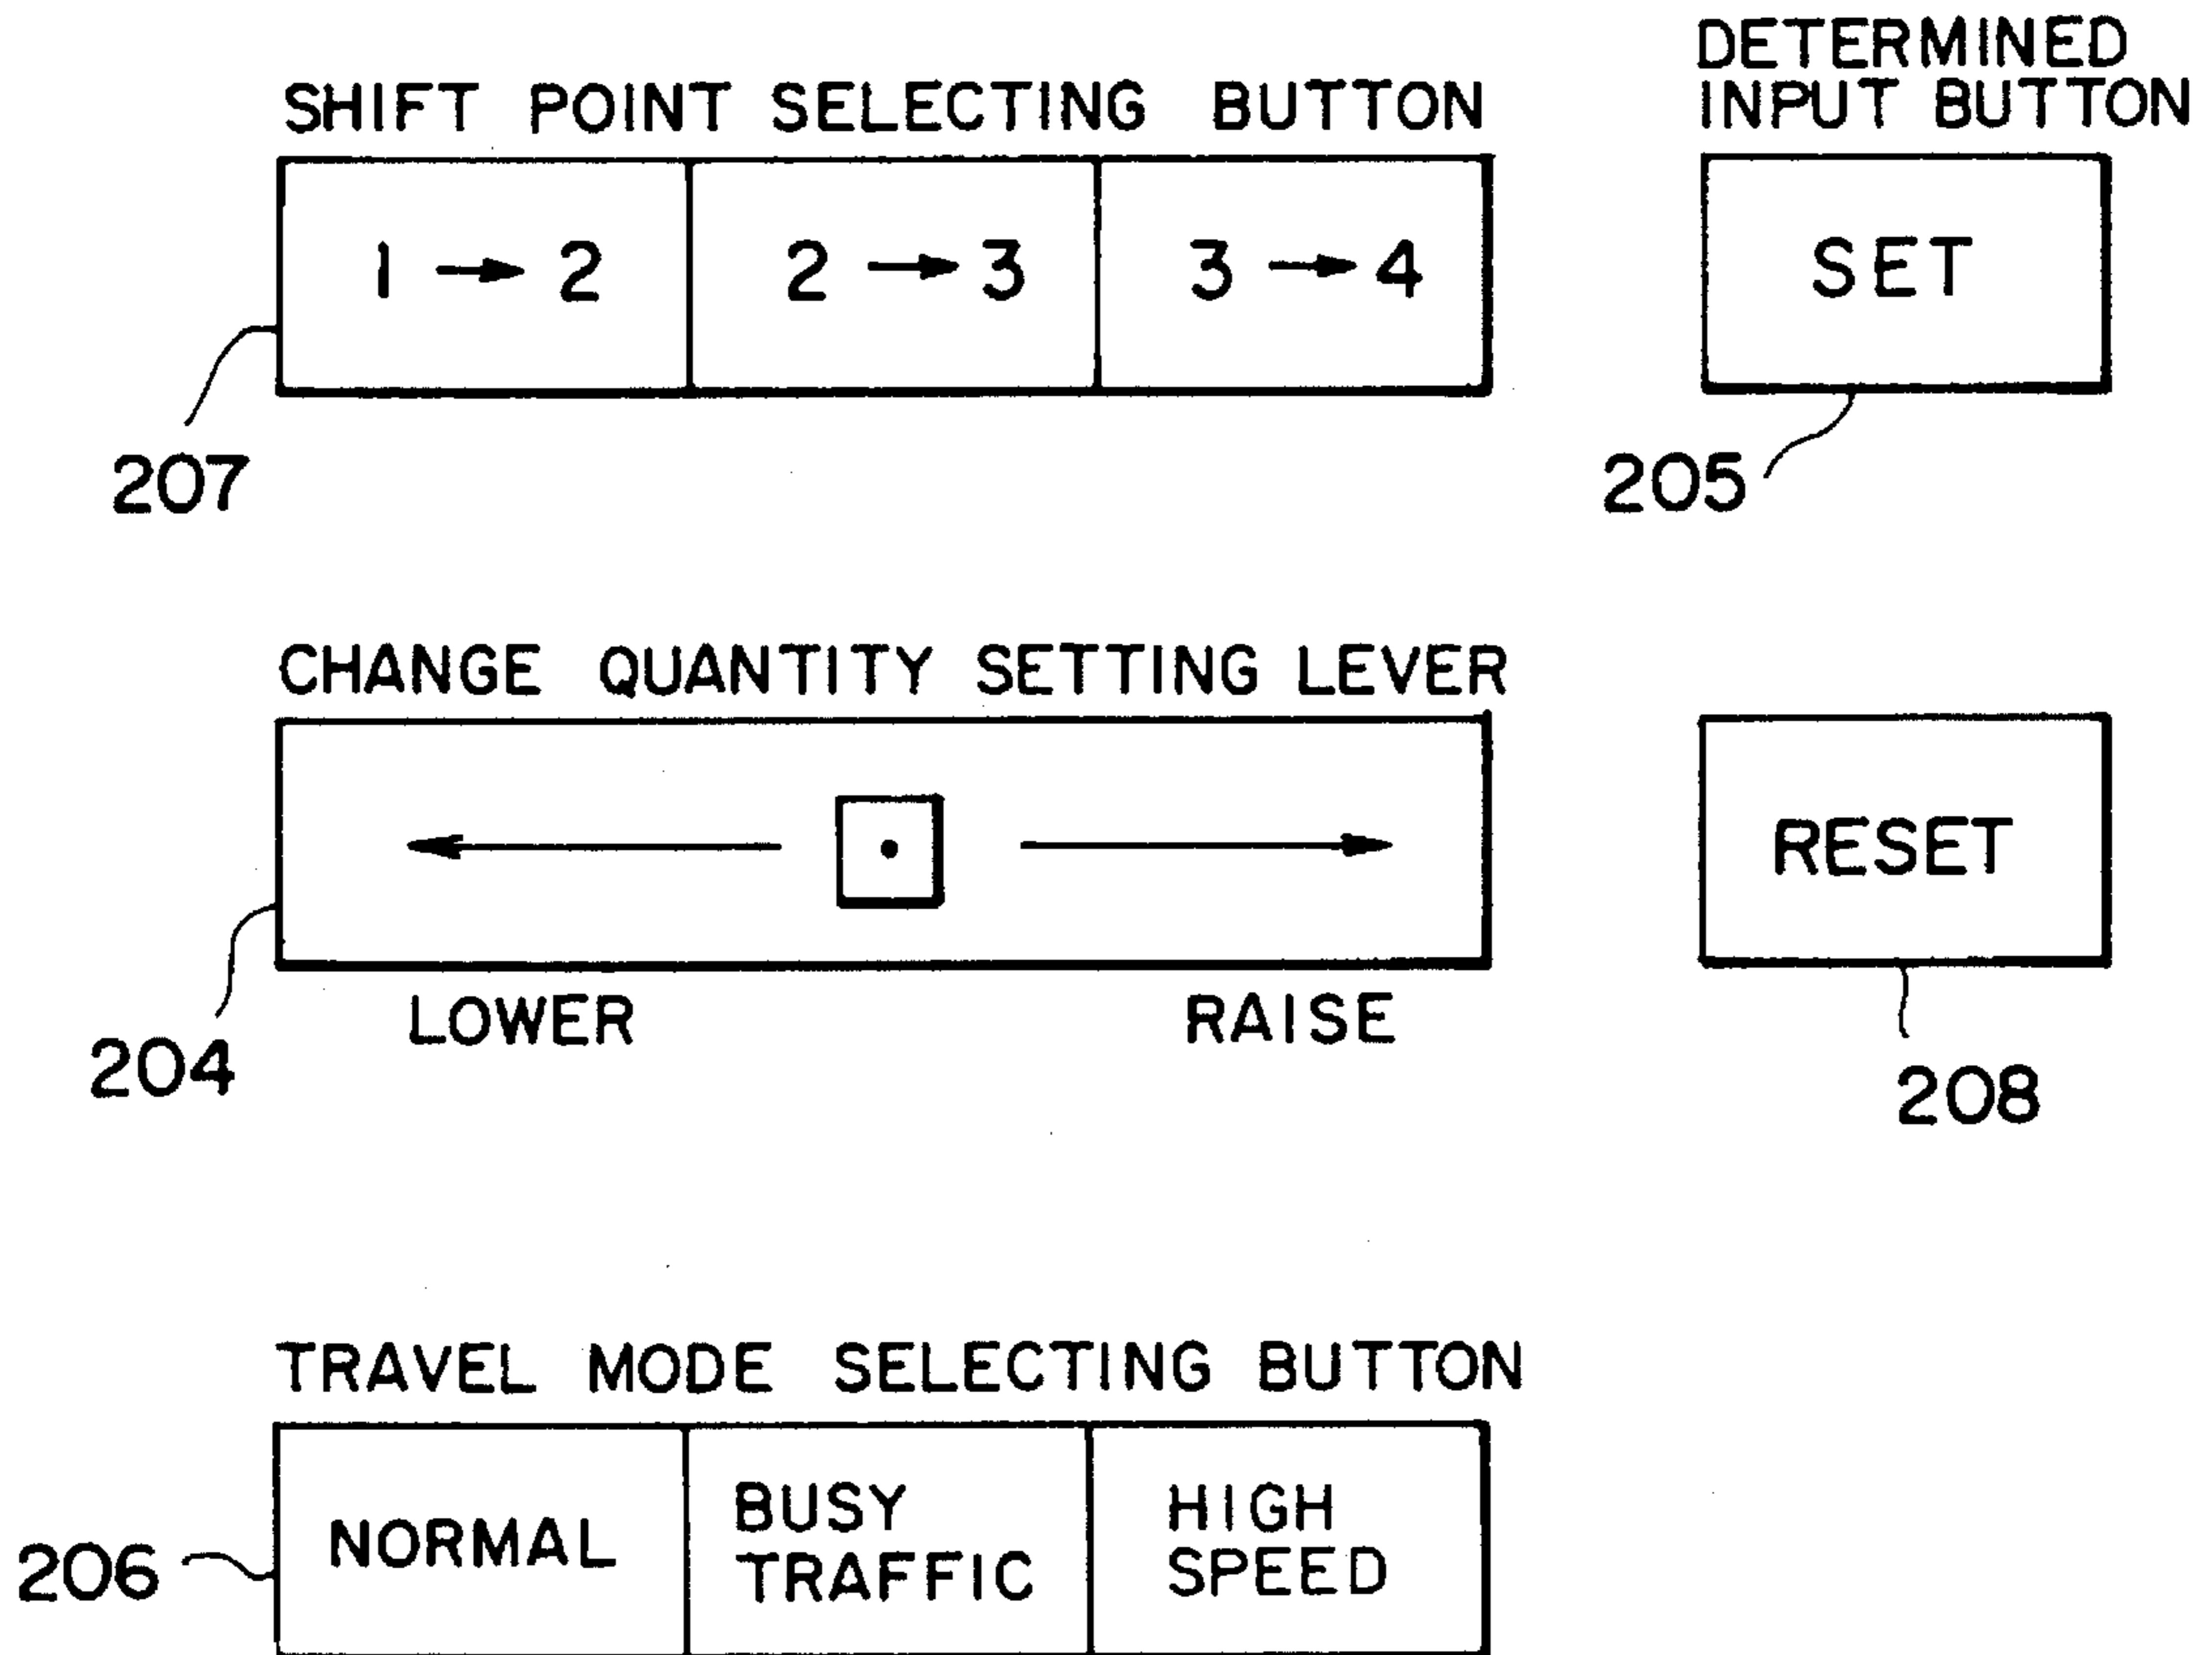 DETERMINED
INPUT BUTTON
SHIFT POINT SELECTING BUTTON
1 → 2
2 → 3
3 → 4
SET
207
205
CHANGE QUANTITY SETTING LEVER
RESET
LOWER
RAISE
204
208
TRAVEL MODE SELECTING BUTTON
NORMAL
BUSY
TRAFFIC
HIGH
SPEED
206